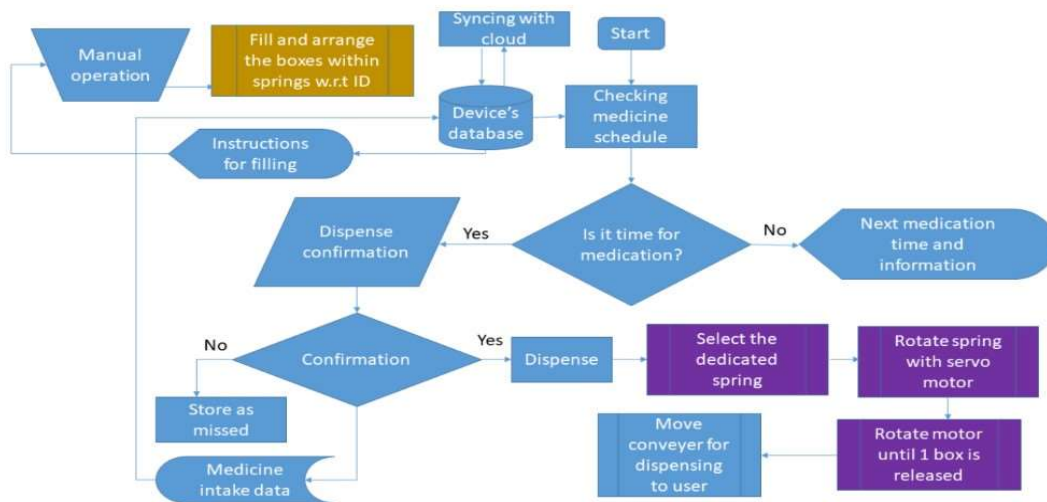 Manual
operation
Fill and arrange
the boxes within
springs w.r.t ID
Syncing with
cloud
Start
Device's
database
Checking
medicine
schedule
Instructions
for filling
Dispense
confirmation
Yes
Is it time for
medication?
No
Next medication
time and
information
No
Confirmation
Yes
Dispense
Select the
dedicated
spring
Rotate spring
with servo
motor
Store as
missed
Move
conveyer for
dispensing
to user
Rotate motor
until 1 box is
released
Medicine
intake data